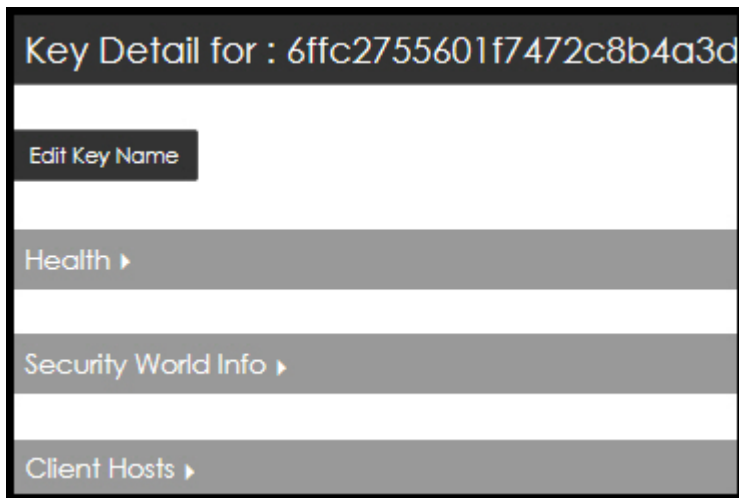 Key Detail for : 6ffc2755601f7472c8b4a3d
Edit Key Name
Health
Security World Info
Client Hosts